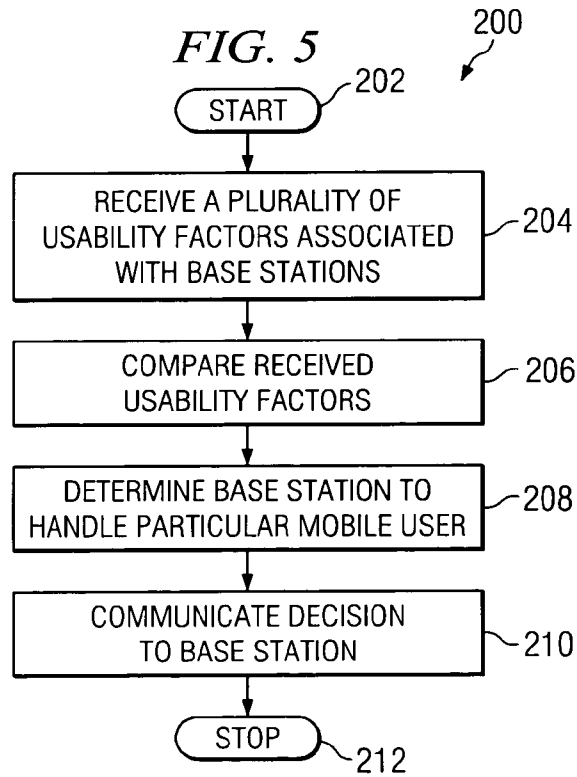 200
FIG. 5
START
202
RECEIVE A PLURALITY OF
USABILITY FACTORS ASSOCIATED
WITH BASE STATIONS
204
COMPARE RECEIVED
USABILITY FACTORS
206
DETERMINE BASE STATION TO
HANDLE PARTICULAR MOBILE USER
208
COMMUNICATE DECISION
TO BASE STATION
210
STOP
212